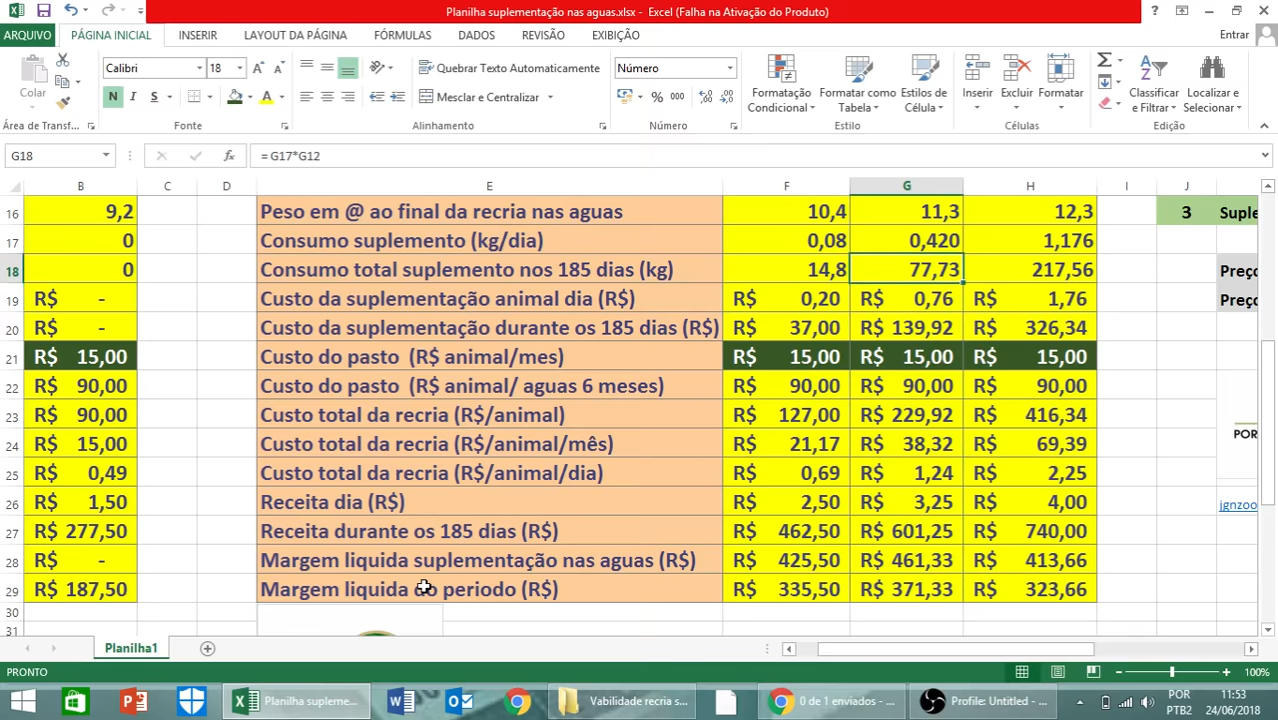 Planilha suplementação nas aguas.xlsx - Excel (Falha na Ativação do Produto)
ARQUIVO PÁGINA INICIAL INSERIR LAYOUT DA PÁGINA FÓRMULAS DADOS REVISÃO EXIBIÇÃO Entrar
Colar
Calibri 18
N I S
Quebrar Texto Automaticamente
Mesclar e Centralizar
Número
% 000
Formatação Condicional
Formatar como Tabela
Estilos de Célula
Inserir
Excluir
Formatar
Classificar e Filtrar
Localizar e Selecionar
Área de Transf... Fonte Alinhamento Número Estilo Células Edição
G18 fx = G17*G12
B C D E F G H I J
16 9,2 Peso em @ ao final da recria nas aguas 10,4 11,3 12,3 3 Suple
17 0 Consumo suplemento (kg/dia) 0,08 0,420 1,176
18 0 Consumo total suplemento nos 185 dias (kg) 14,8 77,73 217,56 Preço
19 R$ - Custo da suplementação animal dia (R$) R$ 0,20 R$ 0,76 R$ 1,76 Preço
20 R$ - Custo da suplementação durante os 185 dias (R$) R$ 37,00 R$ 139,92 R$ 326,34
21 R$ 15,00 Custo do pasto (R$ animal/mes) R$ 15,00 R$ 15,00 R$ 15,00
22 R$ 90,00 Custo do pasto (R$ animal/ aguas 6 meses) R$ 90,00 R$ 90,00 R$ 90,00
23 R$ 90,00 Custo total da recria (R$/animal) R$ 127,00 R$ 229,92 R$ 416,34
24 R$ 15,00 Custo total da recria (R$/animal/mês) R$ 21,17 R$ 38,32 R$ 69,39 POR
25 R$ 0,49 Custo total da recria (R$/animal/dia) R$ 0,69 R$ 1,24 R$ 2,25
26 R$ 1,50 Receita dia (R$) R$ 2,50 R$ 3,25 R$ 4,00 jgnzoo
27 R$ 277,50 Receita durante os 185 dias (R$) R$ 462,50 R$ 601,25 R$ 740,00
28 R$ - Margem liquida suplementação nas aguas (R$) R$ 425,50 R$ 461,33 R$ 413,66
29 R$ 187,50 Margem liquida periodo (R$) R$ 335,50 R$ 371,33 R$ 323,66
30
31
Planilha1
PRONTO 100%
Planilha supleme... Vabilidade recria s... 0 de 1 enviados - ... Profile: Untitled - ... POR PTB2 11:53 24/06/2018